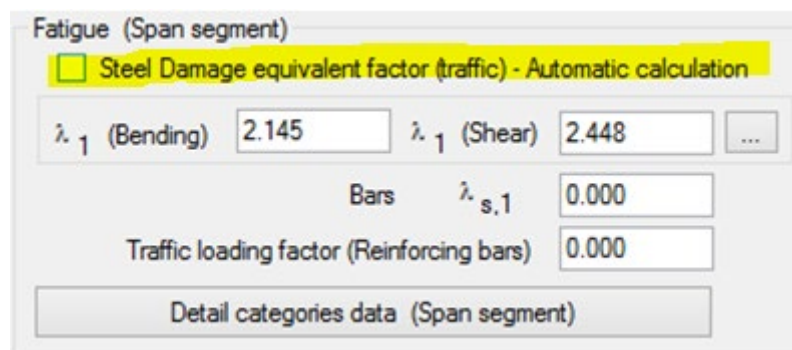 Fatigue (Span segment)
Steel Damage equivalent factor (traffic) - Automatic calculation
λ 1 (Bending) 2.145 λ 1 (Shear) 2.448 ...
Bars λ s,1 0.000
Traffic loading factor (Reinforcing bars) 0.000
Detail categories data (Span segment)